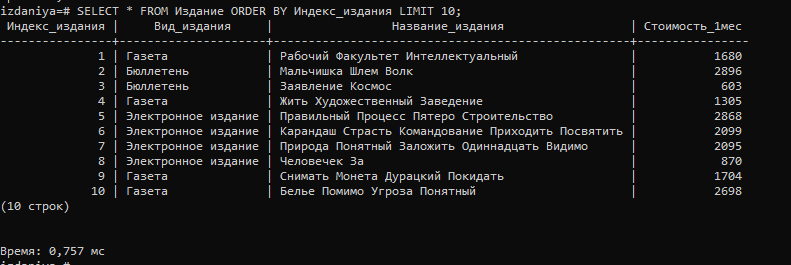 izdaniya=# SELECT * FROM Издание ORDER BY Индекс_издания LIMIT 10;
 Индекс_издания |    Вид_издания      |                 Название_издания                 | Стоимость_1мес
----------------+---------------------+--------------------------------------------------+----------------
              1 | Газета              | Рабочий Факультет Интеллектуальный               |           1680
              2 | Бюллетень           | Мальчишка Шлем Волк                              |           2896
              3 | Бюллетень           | Заявление Космос                                 |            603
              4 | Газета              | Жить Художественный Заведение                    |           1305
              5 | Электронное издание | Правильный Процесс Пятеро Строительство          |           2868
              6 | Электронное издание | Карандаш Страсть Командование Приходить Посвятить |           2099
              7 | Электронное издание | Природа Понятный Заложить Одиннадцать Видимо     |           2095
              8 | Электронное издание | Человечек За                                     |            870
              9 | Газета              | Снимать Монета Дурацкий Покидать                 |           1704
             10 | Газета              | Белье Помимо Угроза Понятный                     |           2698
(10 строк)
Время: 0,757 мс